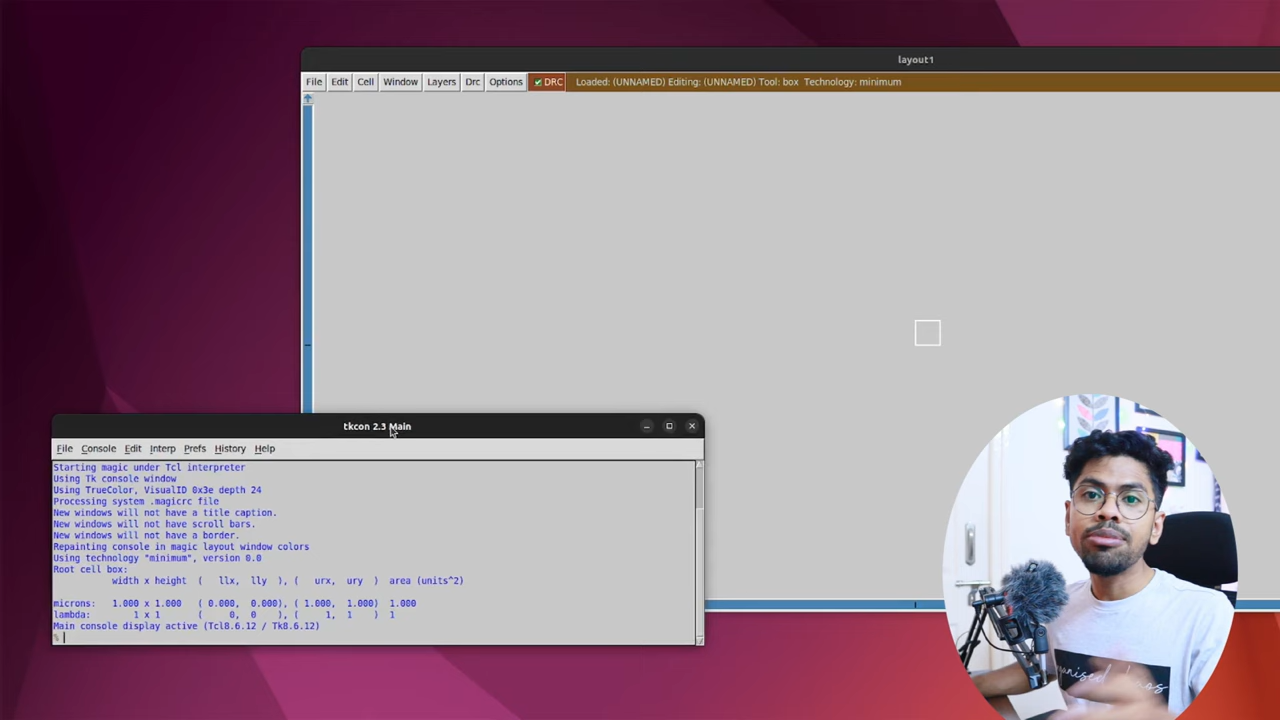 layout1
File Edit Cell Window Layers Drc Options DRC Loaded: (UNNAMED) Editing: (UNNAMED) Tool: box Technology: minimum
tkcon 2.3 Main
File Console Edit Interp Prefs History Help
Starting magic under Tcl interpreter
Using Tk console window
Using TrueColor, VisualID 0x3e depth 24
Processing system .magicrc file
New windows will not have a title caption.
New windows will not have scroll bars.
New windows will not have a border.
Repainting console in magic layout window colors
Using technology "minimum", version 0.0
Root cell box:
width x height ( llx, lly ), ( urx, ury ) area (units^2)
microns: 1.000 x 1.000 ( 0.000, 0.000), ( 1.000, 1.000) 1.000
lambda: 1 x 1 ( 0, 0 ), ( 1, 1 ) 1
Main console display active (Tcl8.6.12 / Tk8.6.12)
%